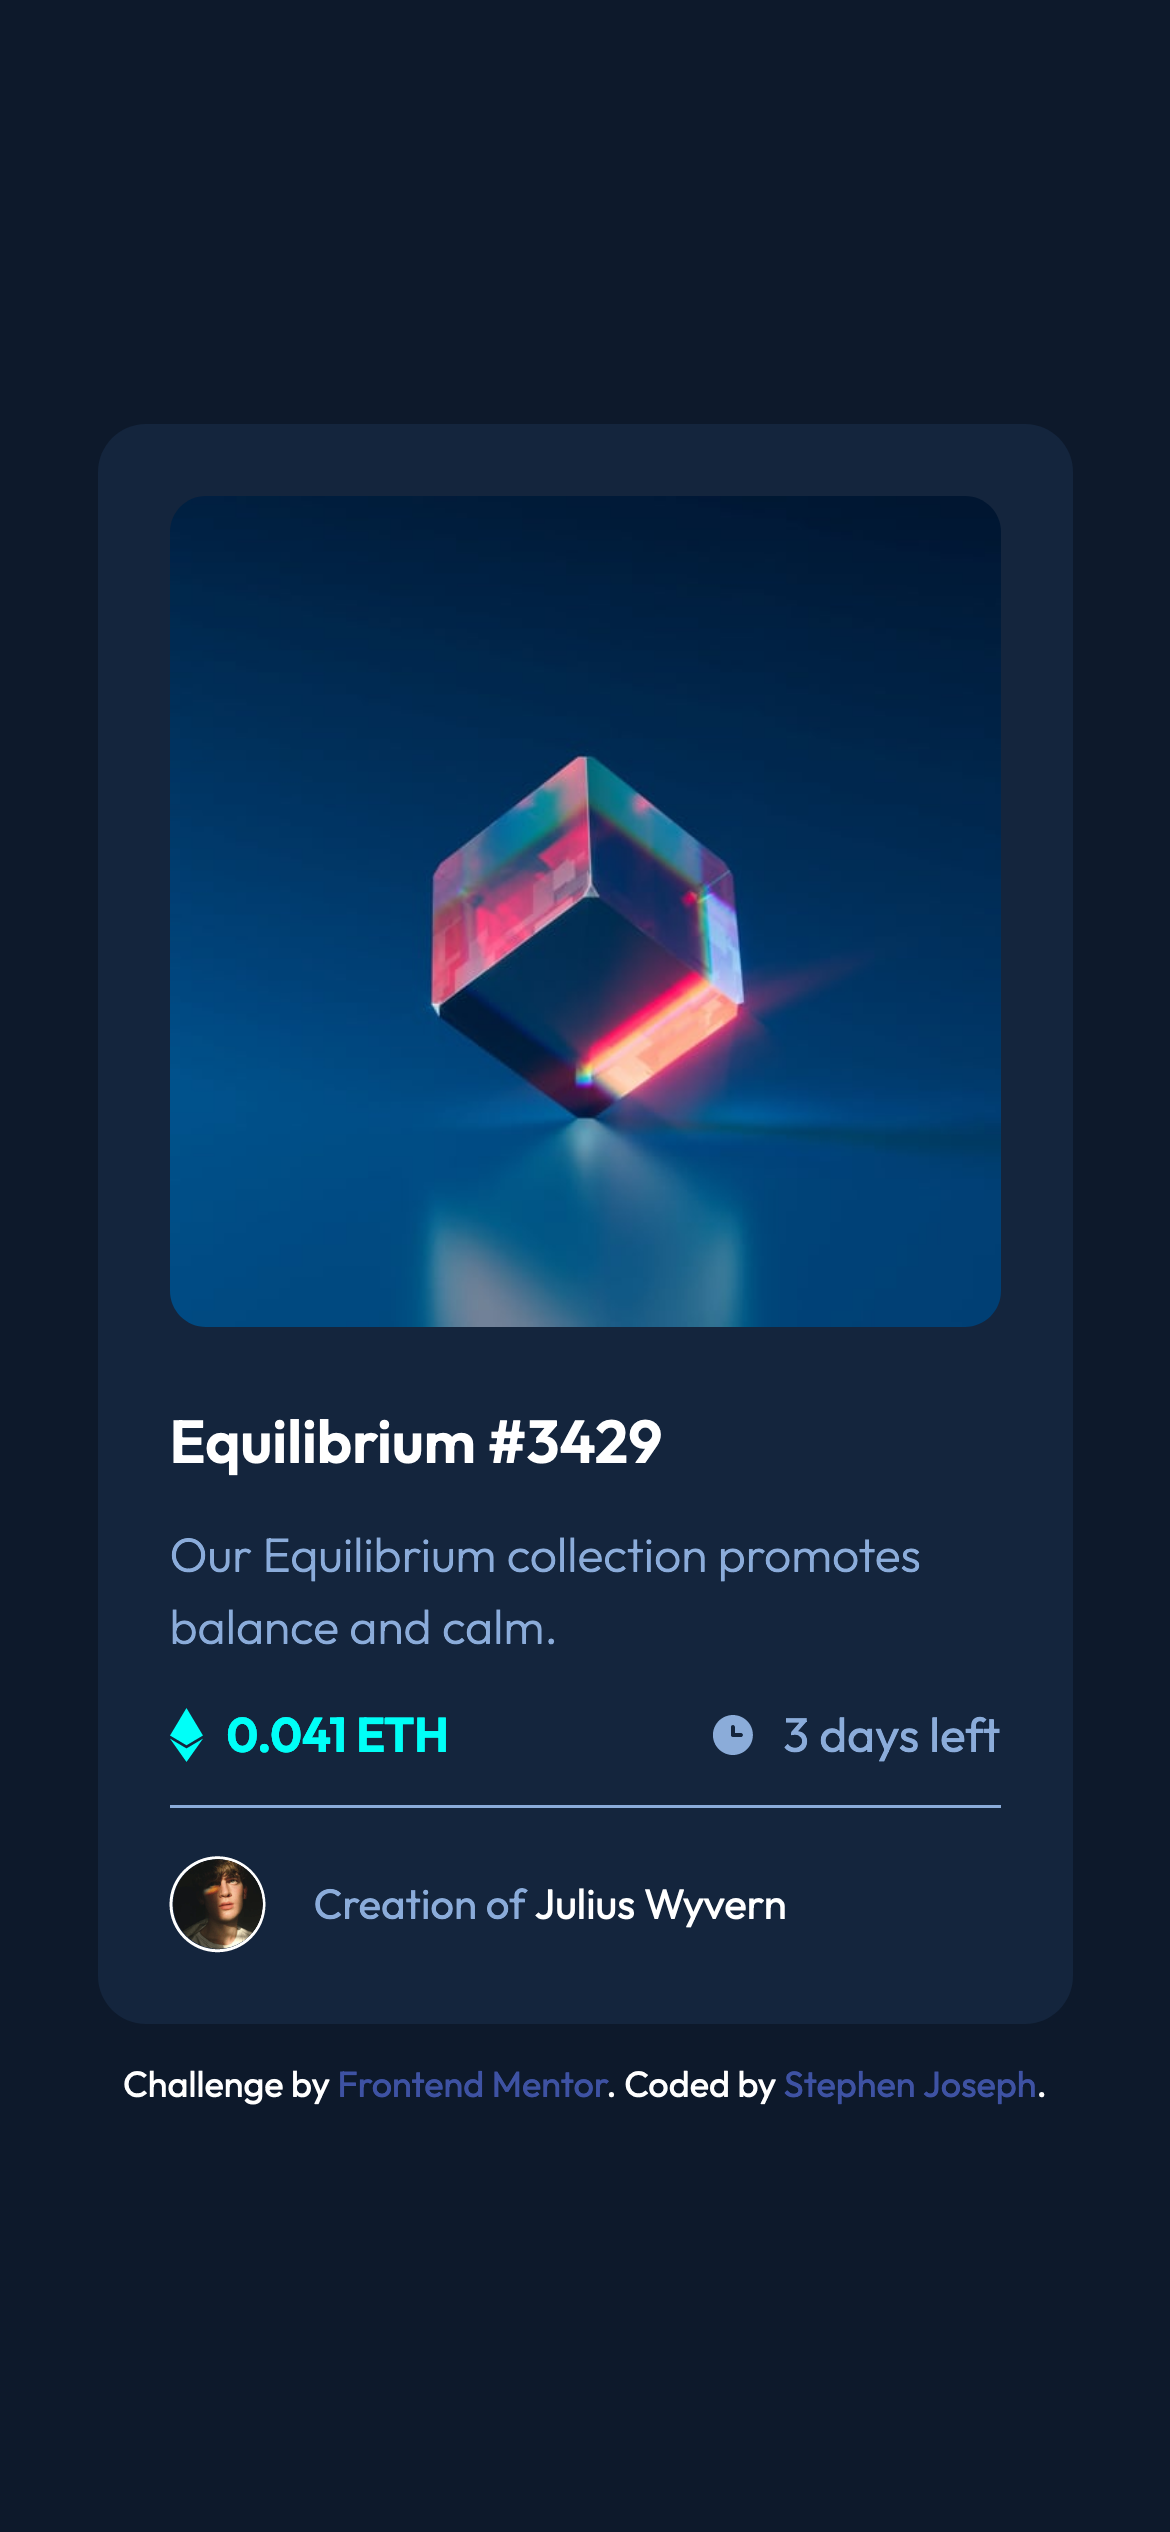 Equilibrium #3429
Our Equilibrium collection promotes
balance and calm.
0.041 ETH
3 days left
Creation of Julius Wyvern
Challenge by Frontend Mentor. Coded by Stephen Joseph.